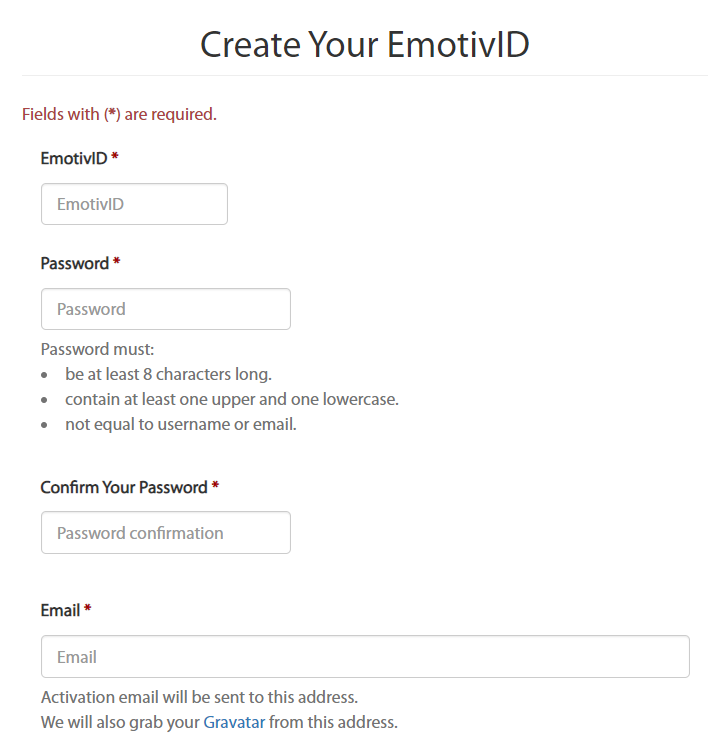 Create Your EmotivID
Fields with (*) are required.
EmotivID *
EmotivID
Password *
Password
Password must:
• be at least 8 characters long.
• contain at least one upper and one lowercase.
• not equal to username or email.
Confirm Your Password *
Password confirmation
Email *
Email
Activation email will be sent to this address.
We will also grab your Gravatar from this address.